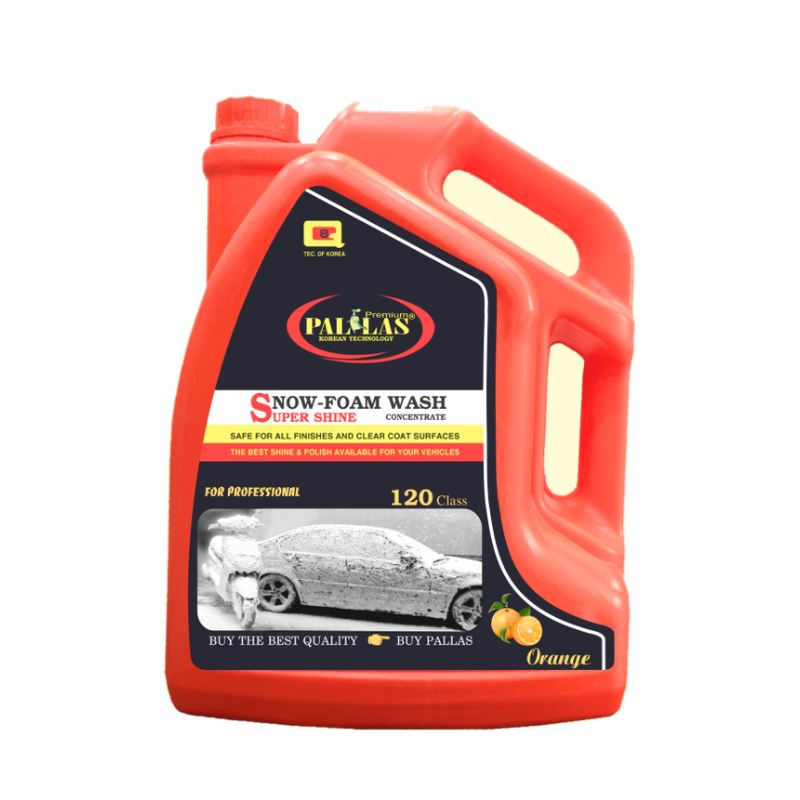 TEC. OF KOREA
Premium®
PALLAS
KOREAN TECHNOLOGY
SNOW-FOAM WASH
SUPER SHINE CONCENTRATE
SAFE FOR ALL FINISHES AND CLEAR COAT SURFACES
THE BEST SHINE & POLISH AVAILABLE FOR YOUR VEHICLES
FOR PROFESSIONAL
120 Class
BUY THE BEST QUALITY BUY PALLAS
Orange